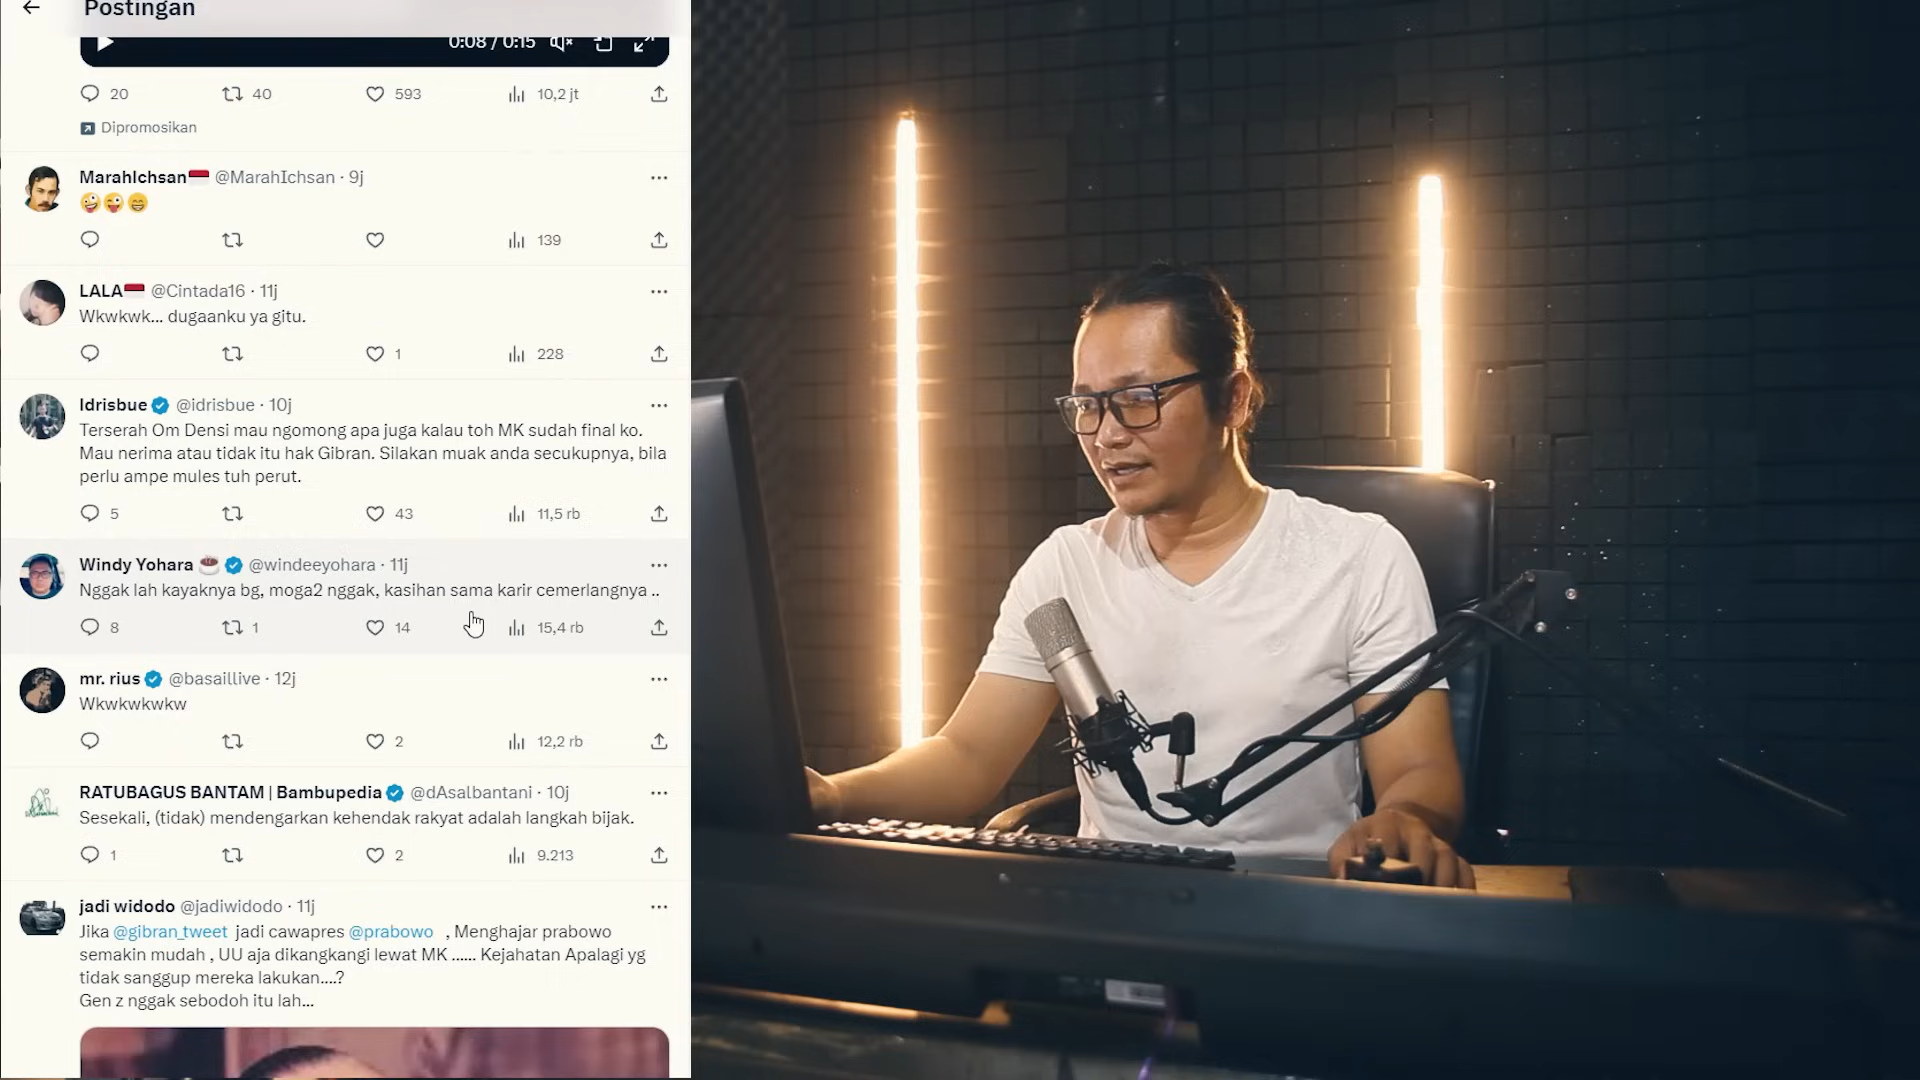 Postingan
0:08 / 0:15
20 40 593 10,2 jt
Dipromosikan
MarahIchsan @MarahIchsan · 9j
139
LALA @Cintada16 · 11j
Wkwkwk... dugaanku ya gitu.
1 228
Idrisbue @idrisbue · 10j
Terserah Om Densi mau ngomong apa juga kalau toh MK sudah final ko.
Mau nerima atau tidak itu hak Gibran. Silakan muak anda secukupnya, bila
perlu ampe mules tuh perut.
5 43 11,5 rb
Windy Yohara @windeeyohara · 11j
Nggak lah kayaknya bg, moga2 nggak, kasihan sama karir cemerlangnya ..
8 1 14 15,4 rb
mr. rius @basaillive · 12j
Wkwkwkwkw
2 12,2 rb
RATUBAGUS BANTAM | Bambupedia @dAsalbantani · 10j
Sesekali, (tidak) mendengarkan kehendak rakyat adalah langkah bijak.
1 2 9.213
jadi widodo @jadiwidodo · 11j
Jika @gibran_tweet jadi cawapres @prabowo , Menghajar prabowo
semakin mudah , UU aja dikangkangi lewat MK ...... Kejahatan Apalagi yg
tidak sanggup mereka lakukan....?
Gen z nggak sebodoh itu lah...